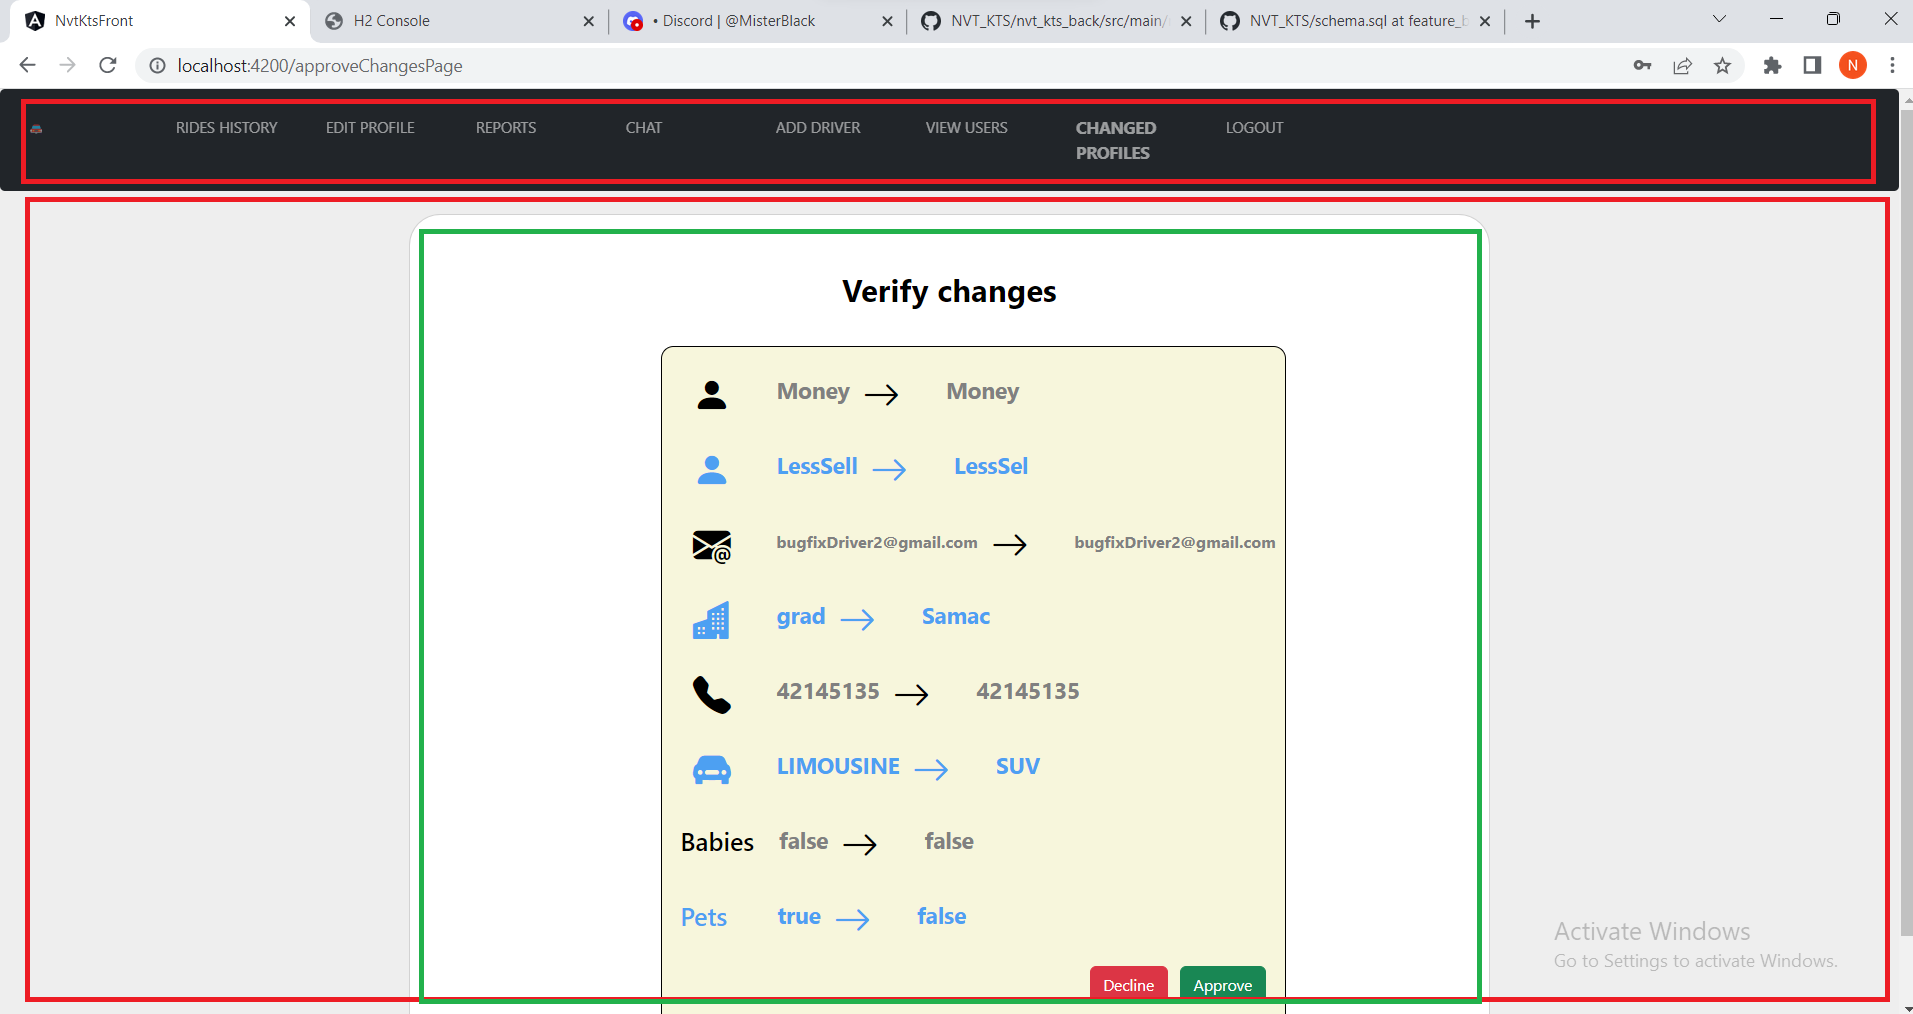 NvtKtsFront
H2 Console
• Discord | @MisterBlack
NVT_KTS/nvt_kts_back/src/main/
NVT_KTS/schema.sql at feature_b
localhost:4200/approveChangesPage
N
RIDES HISTORY EDIT PROFILE REPORTS CHAT ADD DRIVER VIEW USERS CHANGED PROFILES LOGOUT
Verify changes
Money → Money
LessSell → LessSel
bugfixDriver2@gmail.com → bugfixDriver2@gmail.com
grad → Samac
42145135 → 42145135
LIMOUSINE → SUV
Babies false → false
Pets true → false
Decline Approve
Activate Windows
Go to Settings to activate Windows.